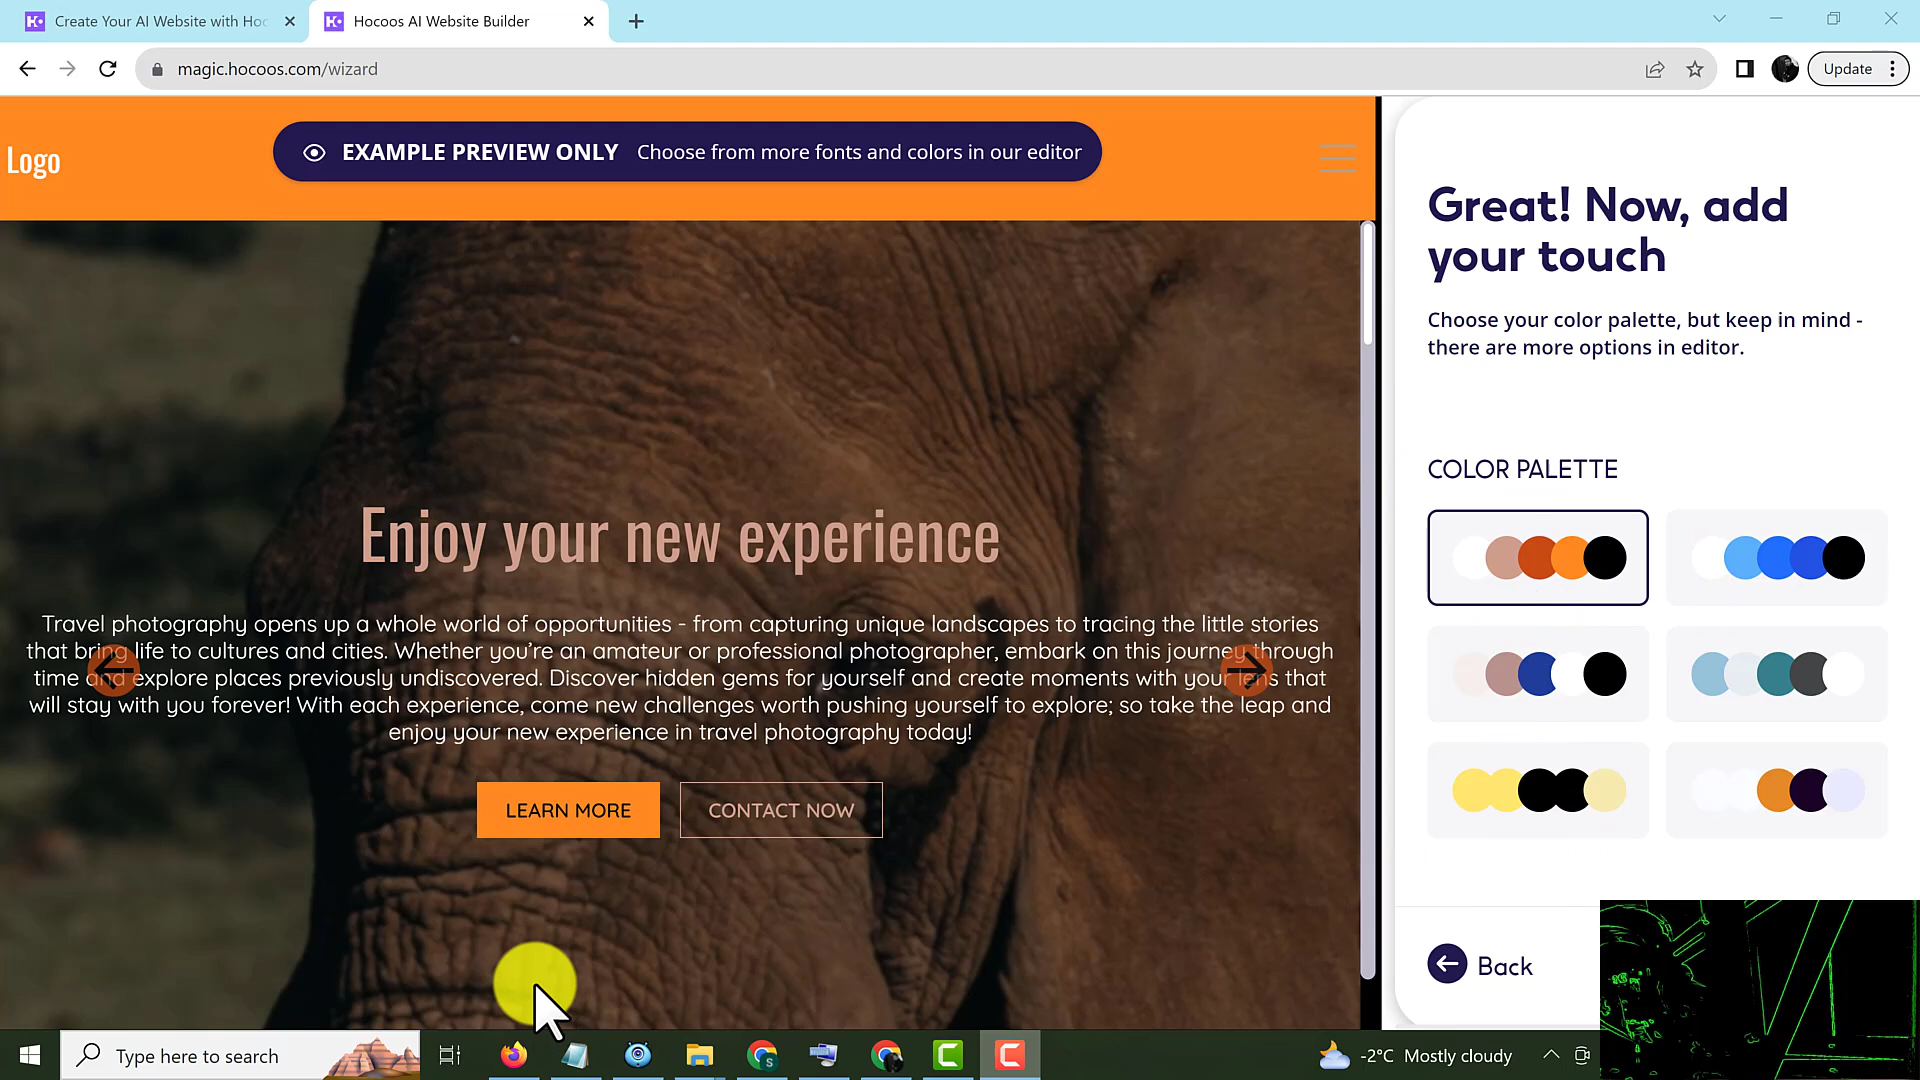 Create Your AI Website with Hoc
Hocoos AI Website Builder
magic.hocoos.com/wizard
Update
Logo
EXAMPLE PREVIEW ONLY Choose from more fonts and colors in our editor
Enjoy your new experience
Travel photography opens up a whole world of opportunities - from capturing unique landscapes to tracing the little stories
that bring life to cultures and cities. Whether you're an amateur or professional photographer, embark on this journey through
time and explore places previously undiscovered. Discover hidden gems for yourself and create moments with your lens that
will stay with you forever! With each experience, come new challenges worth pushing yourself to explore; so take the leap and
enjoy your new experience in travel photography today!
LEARN MORE
CONTACT NOW
Great! Now, add
your touch
Choose your color palette, but keep in mind -
there are more options in editor.
COLOR PALETTE
Back
Type here to search
-2°C Mostly cloudy